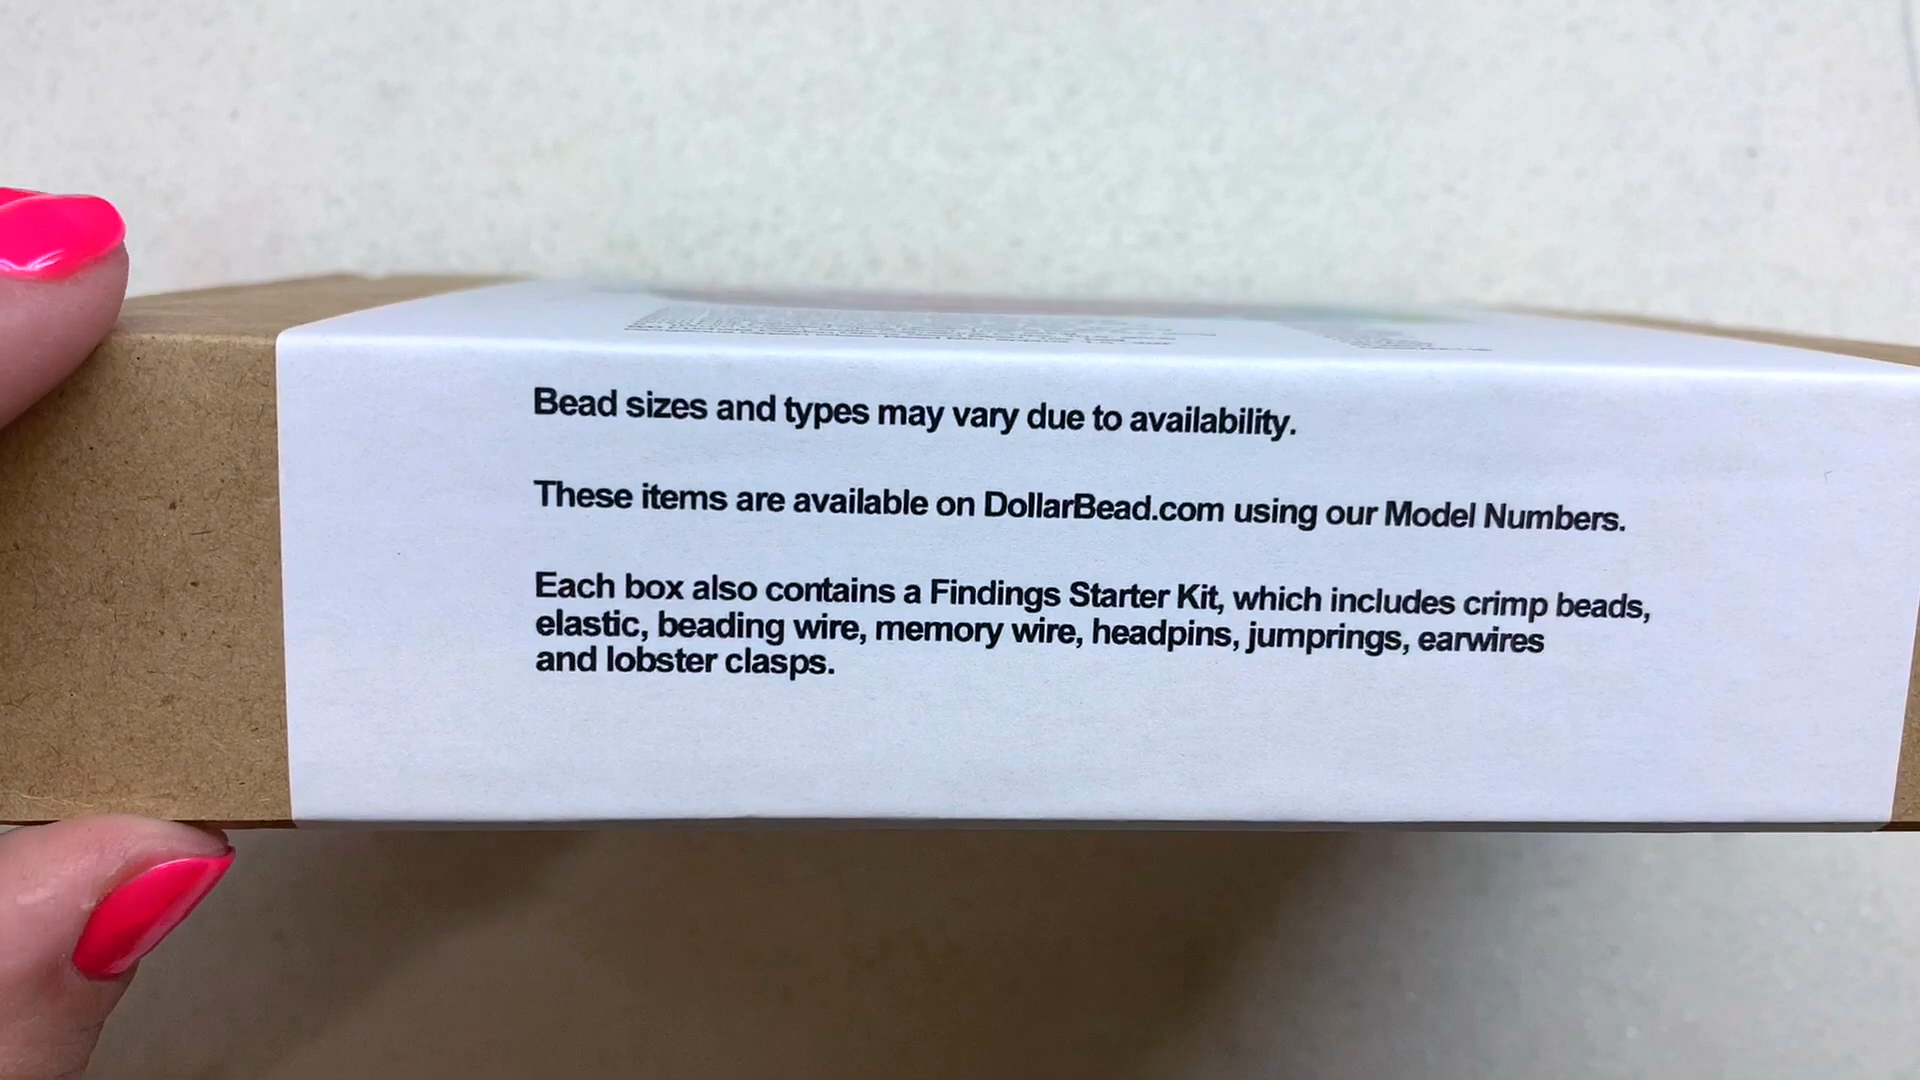 Bead sizes and types may vary due to availability.
These items are available on DollarBead.com using our Model Numbers.
Each box also contains a Findings Starter Kit, which includes crimp beads,
elastic, beading wire, memory wire, headpins, jumprings, earwires
and lobster clasps.